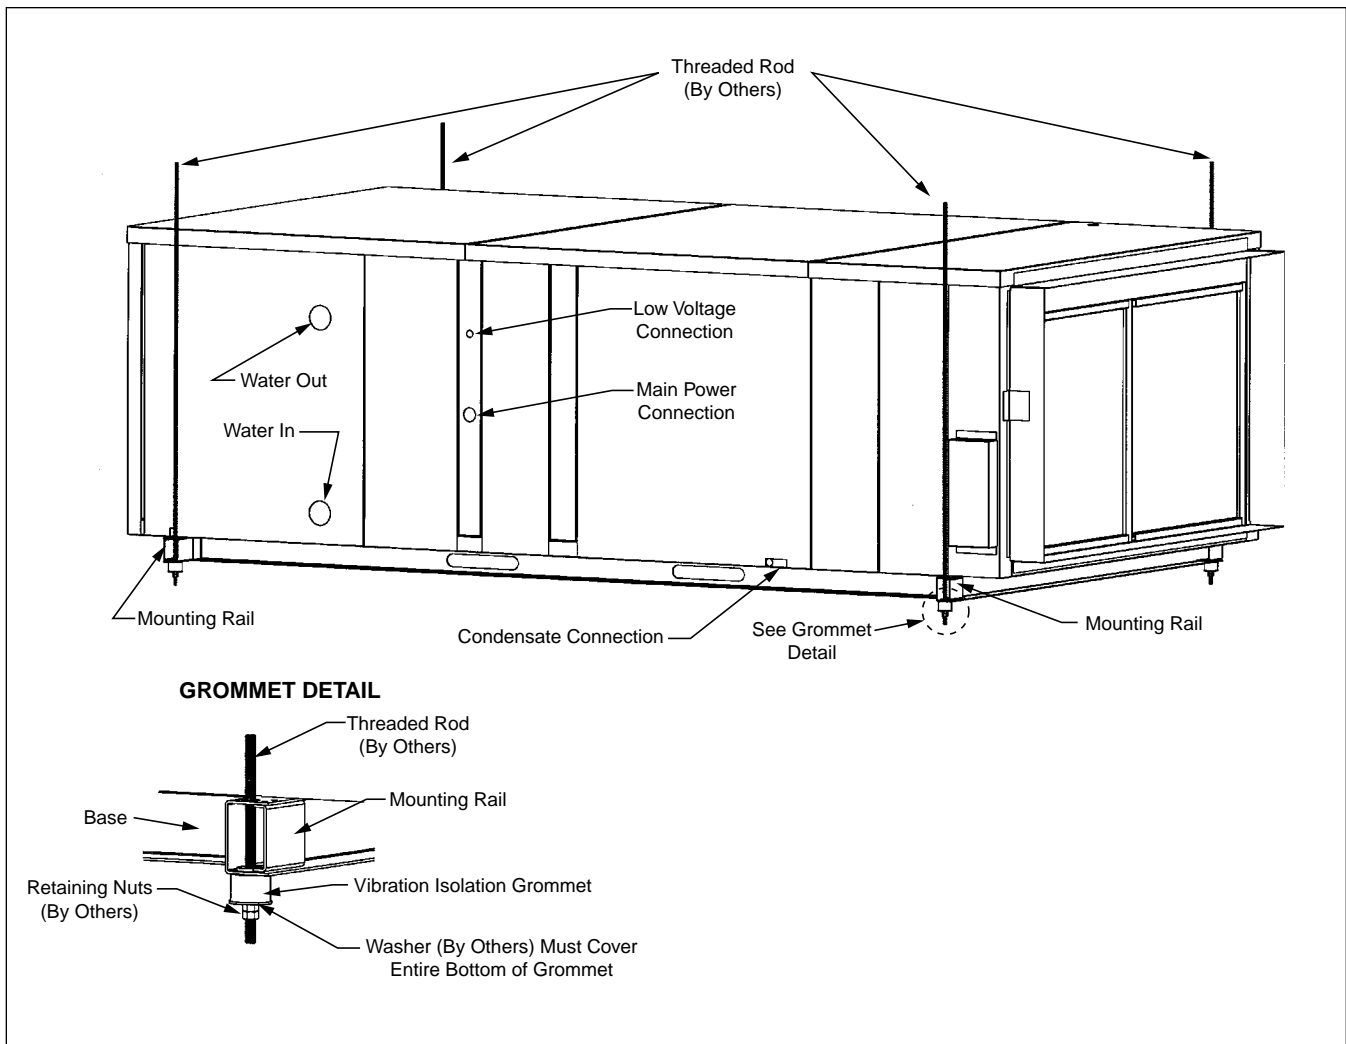 Threaded Rod
(By Others)
Low Voltage
Connection
Water Out
Main Power
Connection
Water In
Mounting Rail
Condensate Connection
See Grommet
Detail
Mounting Rail
GROMMET DETAIL
Threaded Rod
(By Others)
Mounting Rail
Base
Vibration Isolation Grommet
Retaining Nuts
(By Others)
Washer (By Others) Must Cover
Entire Bottom of Grommet